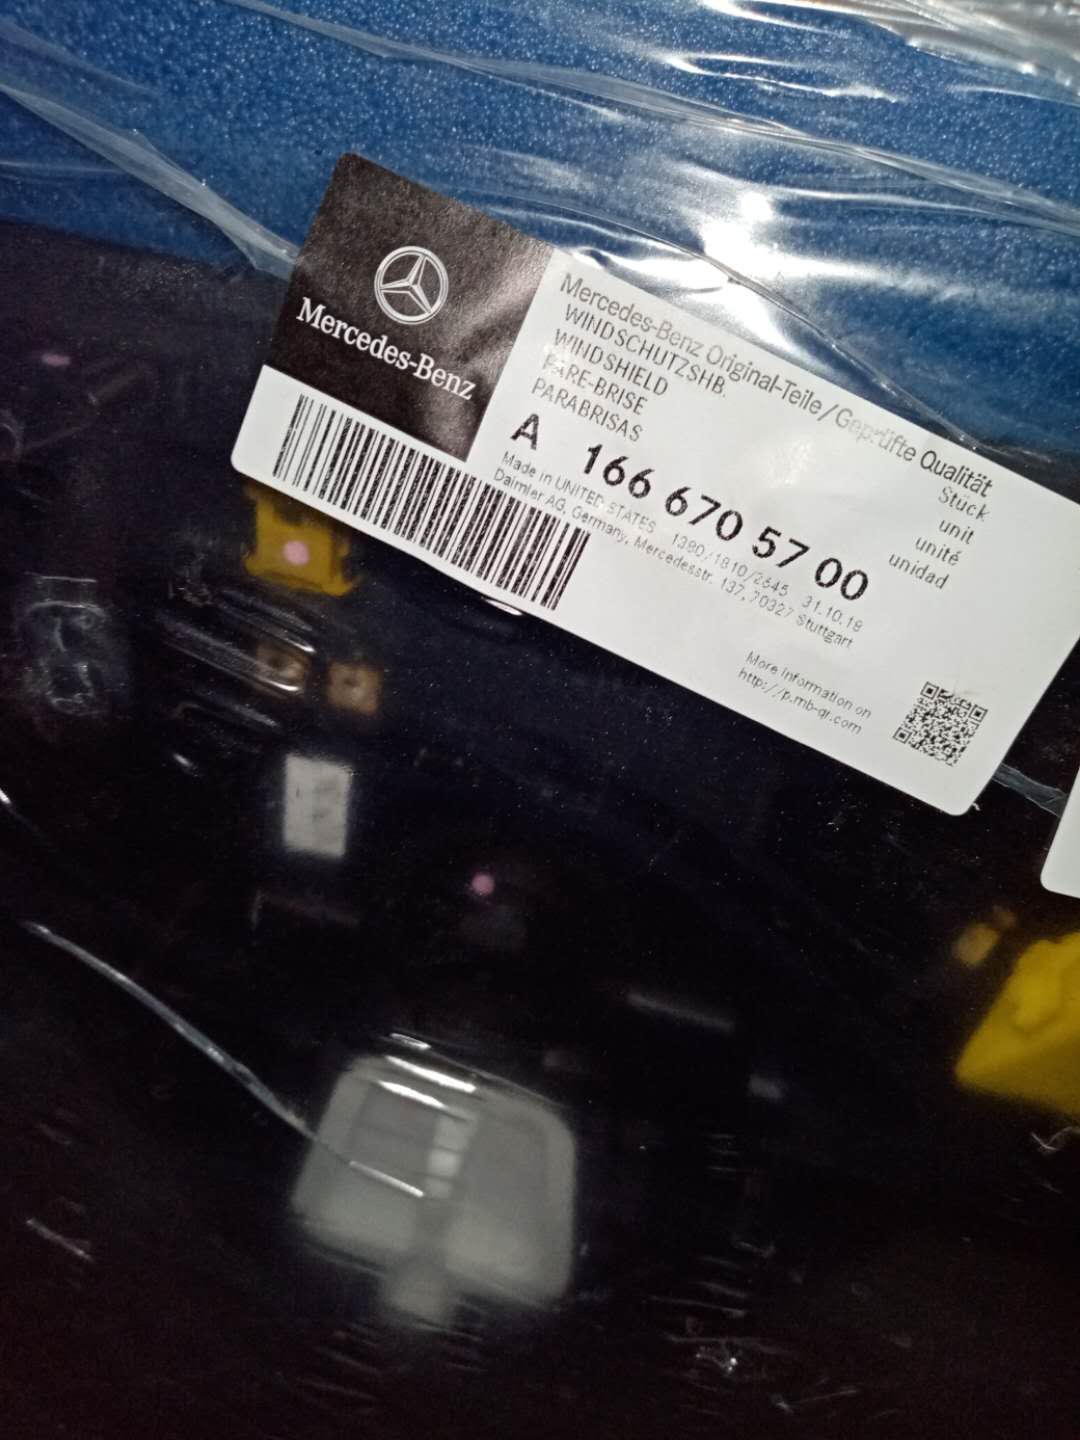 Mercedes-Benz
Mercedes-Benz Original-Teile/Geprüfte Qualität
WINDSCHUTZSHB.
WINDSHIELD
PARE-BRISE
PARABRISAS
Stück
unit
unité
unidad
A 166 670 57 00
Made in UNITED STATES 1380/1810/2645 31.10.18
Daimler AG, Germany, Mercedesstr. 137, 70327 Stuttgart
More information on
http://p.mb-qr.com